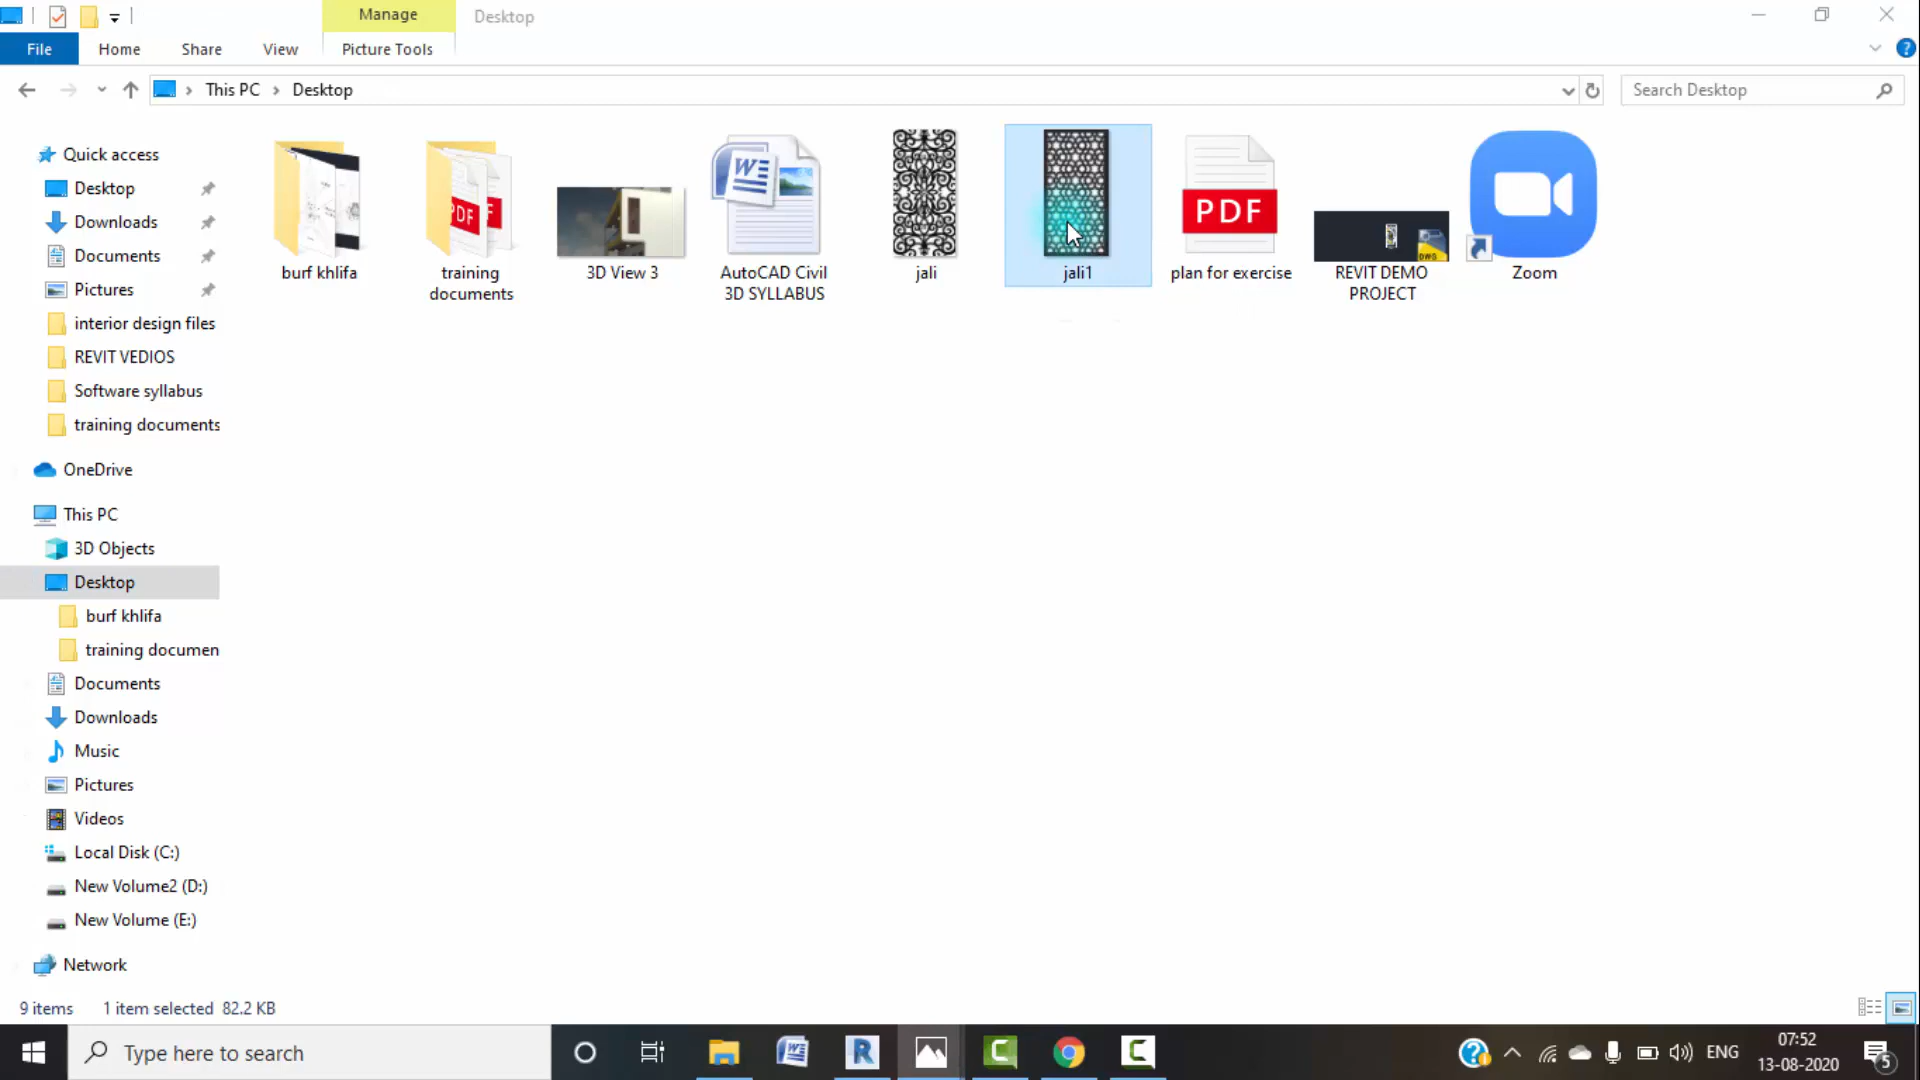 Manage
Desktop
File
Home
Share
View
Picture Tools
This PC
Desktop
Search Desktop
Quick access
Desktop
Downloads
Documents
Pictures
interior design files
REVIT VEDIOS
Software syllabus
training documents
OneDrive
This PC
3D Objects
Desktop
burf khlifa
training documen
Documents
Downloads
Music
Pictures
Videos
Local Disk (C:)
New Volume2 (D:)
New Volume (E:)
Network
burf khlifa
PDF
training
documents
3D View 3
W
AutoCAD Civil
3D SYLLABUS
jali
jali1
PDF
plan for exercise
DWG
REVIT DEMO
PROJECT
Zoom
9 items
1 item selected 82.2 KB
Type here to search
W
R
C
C
ENG
07:52
13-08-2020
5